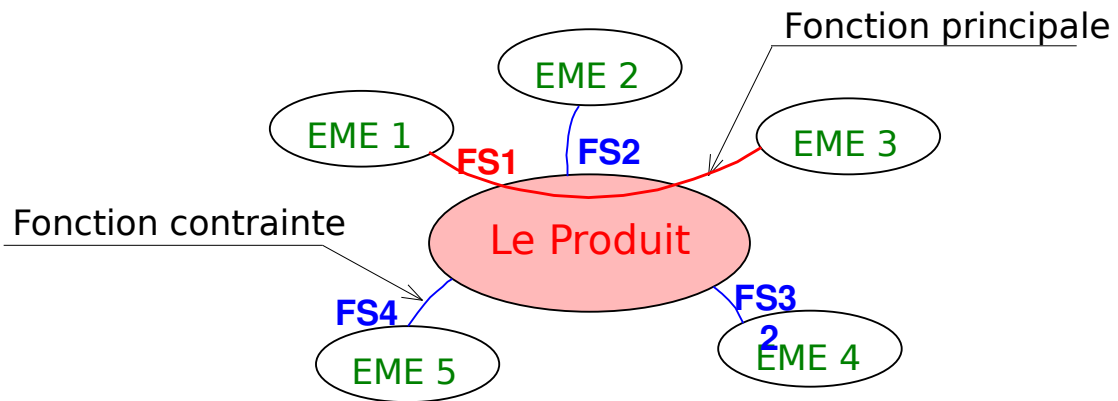 Fonction principale
EME 2
EME 1
EME 3
FS1
FS2
Fonction contrainte
Le Produit
FS3
2
FS4
EME 4
EME 5